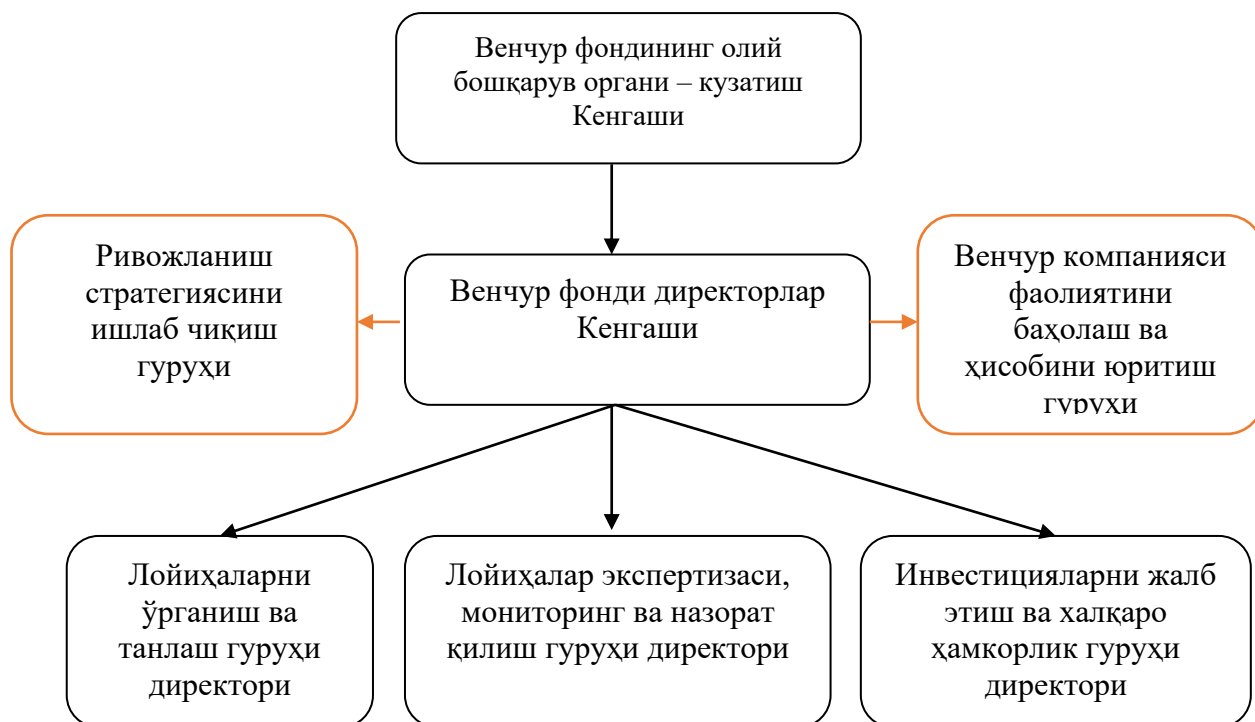 Венчур фондининг олий
бошқарув органи – кузатиш
Кенгаши
Ривожланиш
стратегиясини
ишлаб чиқиш
гуруҳи
Венчур фонди директорлар
Кенгаши
Венчур компанияси
фаолиятини
баҳолаш ва
ҳисобини юритиш
гуруҳи
Лойиҳаларни
ўрганиш ва
танлаш гуруҳи
директори
Лойиҳалар экспертизаси,
мониторинг ва назорат
қилиш гуруҳи директори
Инвестицияларни жалб
этиш ва халқаро
ҳамкорлик гуруҳи
директори